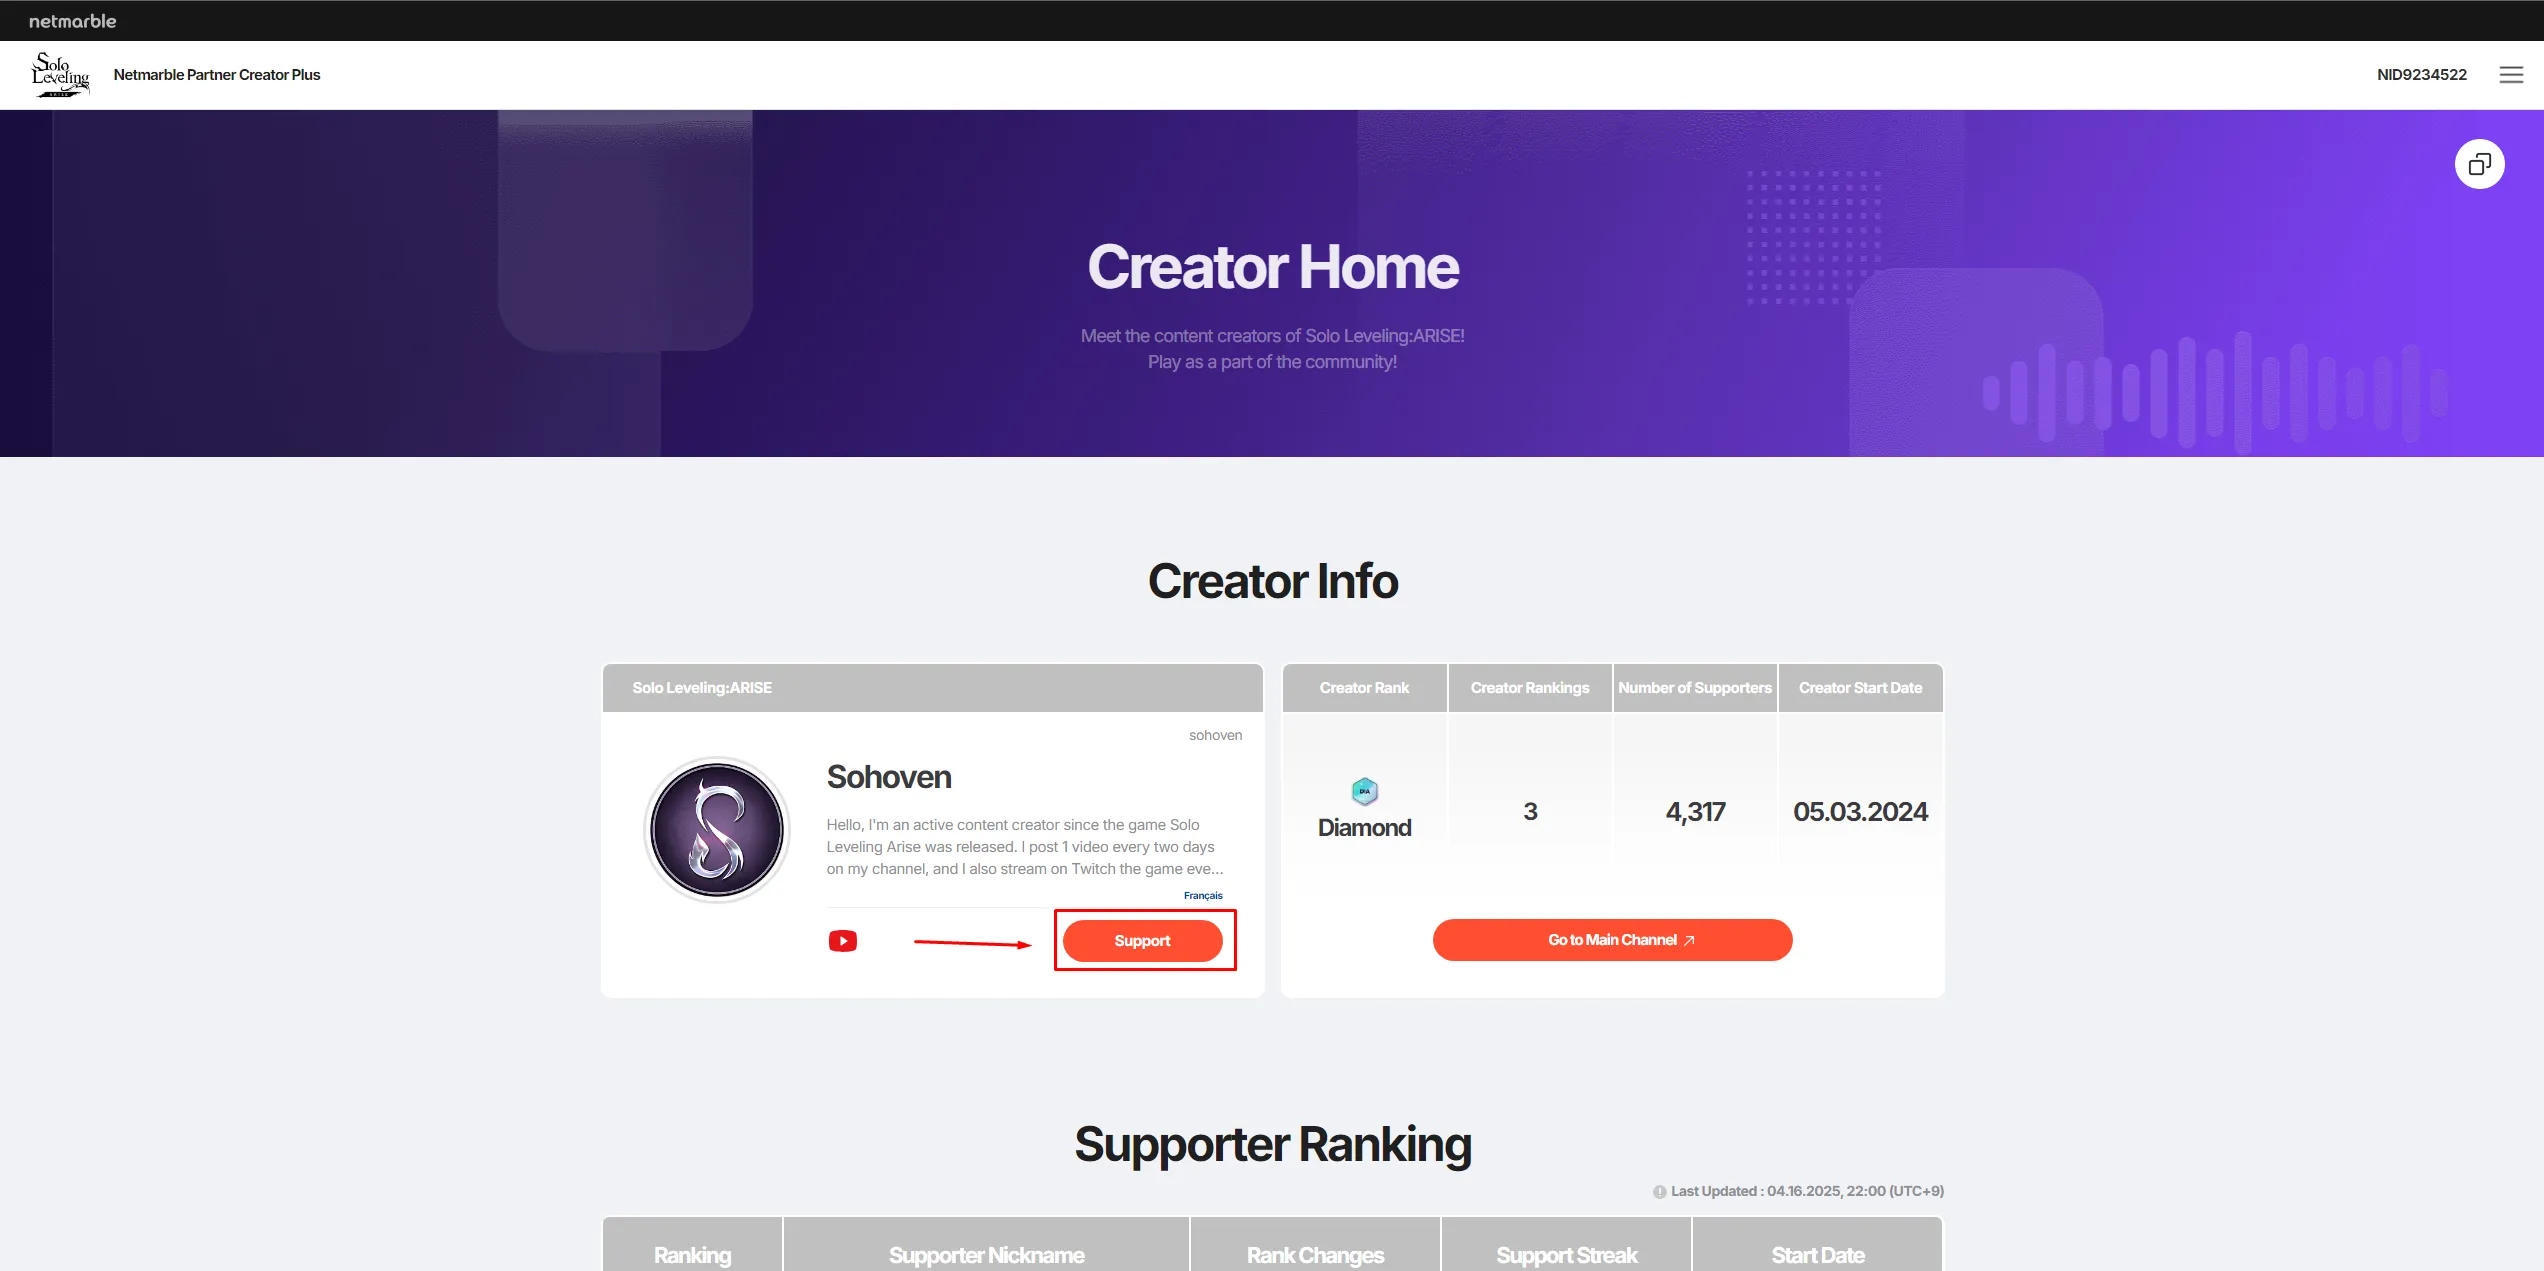 netmarble
Solo
Leveling
ARISE
Netmarble Partner Creator Plus
NID9234522
Creator Home
Meet the content creators of Solo Leveling:ARISE!
Play as a part of the community!
Creator Info
Solo Leveling:ARISE
sohoven
Sohoven
Hello, I'm an active content creator since the game Solo
Leveling Arise was released. I post 1 video every two days
on my channel, and I also stream on Twitch the game eve...
Français
Support
Creator Rank
Creator Rankings
Number of Supporters
Creator Start Date
DIA
Diamond
3
4,317
05.03.2024
Go to Main Channel
Supporter Ranking
Last Updated : 04.16.2025, 22:00 (UTC+9)
Ranking
Supporter Nickname
Rank Changes
Support Streak
Start Date